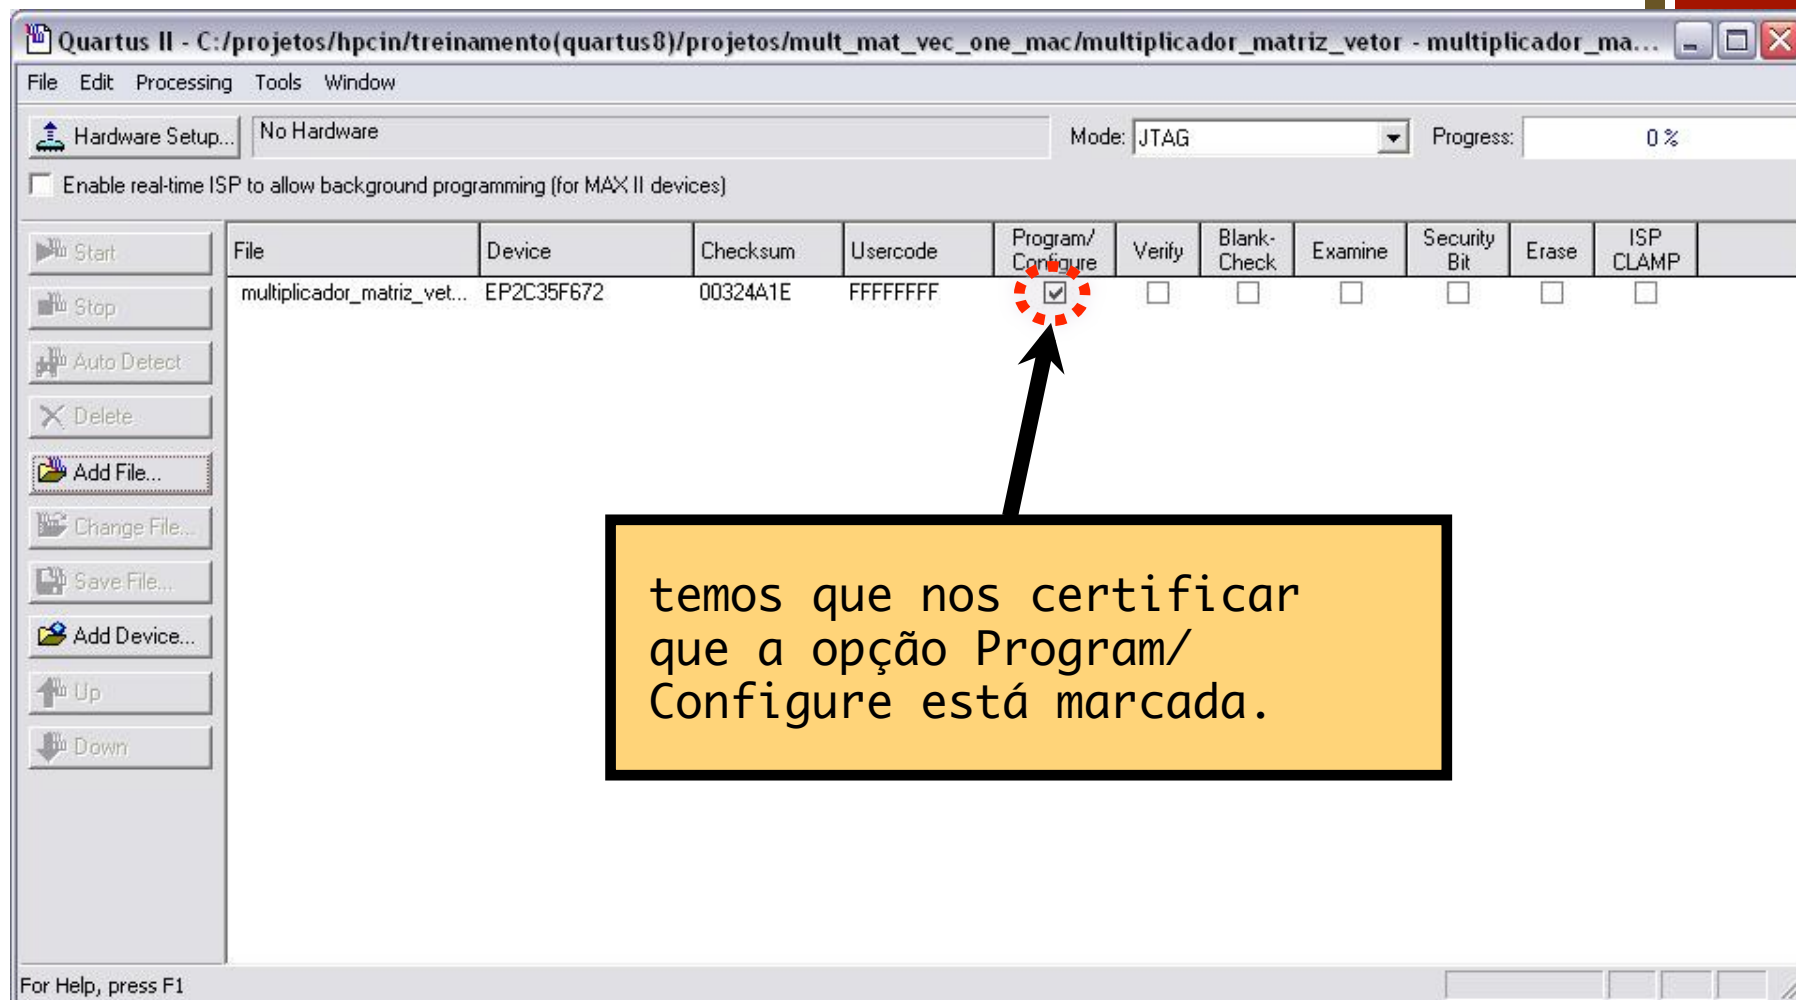 Quartus II - C:/projetos/hpcin/treinamento(quartus8)/projetos/mult_mat_vec_one_mac/multiplicador_matriz_vetor - multiplicador_ma...
File Edit Processing Tools Window
Hardware Setup... No Hardware Mode: JTAG Progress: 0 %
Enable real-time ISP to allow background programming (for MAX II devices)
Start
Stop
Auto Detect
Delete
Add File...
Change File...
Save File...
Add Device...
Up
Down
File Device Checksum Usercode Program/ Configure Verify Blank- Check Examine Security Bit Erase ISP CLAMP
multiplicador_matriz_vet... EP2C35F672 00324A1E FFFFFFFF
temos que nos certificar
que a opção Program/
Configure está marcada.
For Help, press F1